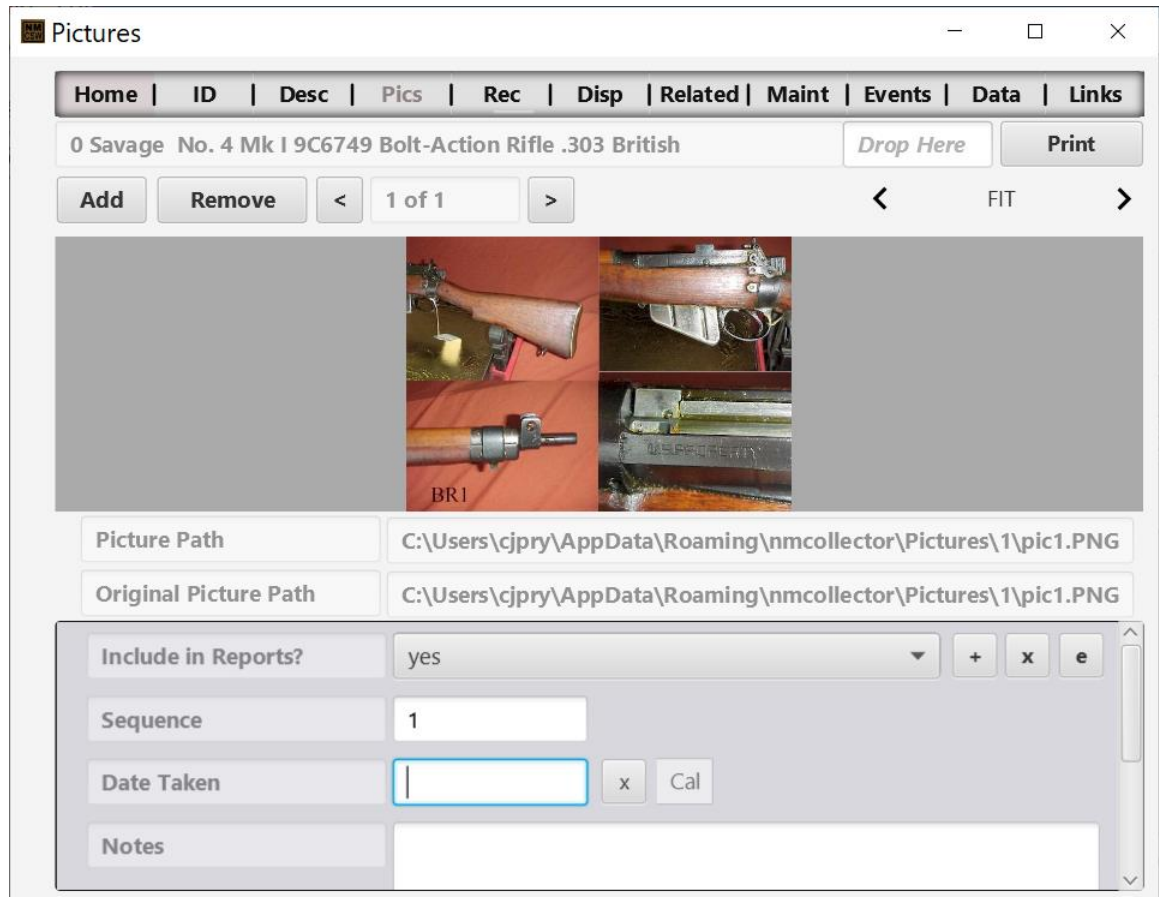 NM
CSW
Pictures
Home | ID | Desc | Pics | Rec | Disp | Related | Maint | Events | Data | Links
0 Savage No. 4 Mk I 9C6749 Bolt-Action Rifle .303 British Drop Here Print
Add Remove < 1 of 1 > < FIT >
U.S. PROPERTY
BR1
Picture Path C:\Users\cjpry\AppData\Roaming\nmcollector\Pictures\1\pic1.PNG
Original Picture Path C:\Users\cjpry\AppData\Roaming\nmcollector\Pictures\1\pic1.PNG
Include in Reports? yes + x e
Sequence 1
Date Taken x Cal
Notes